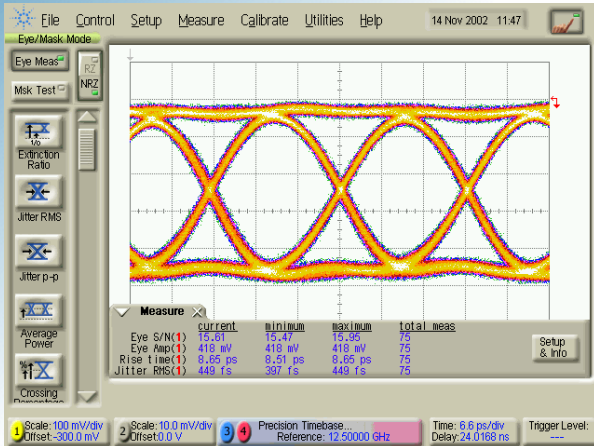 File Control Setup Measure Calibrate Utilities Help 14 Nov 2002 11:47
Eye/Mask Mode
Eye Meas
RZ
Msk Test
NRZ
1/0
Extinction
Ratio
Jitter RMS
Jitter p-p
Average
Power
Crossing
Percentage
Measure
current minimum maximum total meas
Eye S/N(1) 15.61 15.47 15.95 75
Eye Amp(1) 418 mV 418 mV 418 mV 75
Rise time(1) 8.65 ps 8.51 ps 8.65 ps 75
Jitter RMS(1) 449 fs 397 fs 449 fs 75
Setup
& Info
1 Scale:100 mV/div
Offset:-300.0 mV
2 Scale:10.0 mV/div
Offset:0.0 V
3 4 Precision Timebase...
Reference: 12.50000 GHz
Time: 6.6 ps/div
Delay:24.0168 ns
Trigger Level:
---